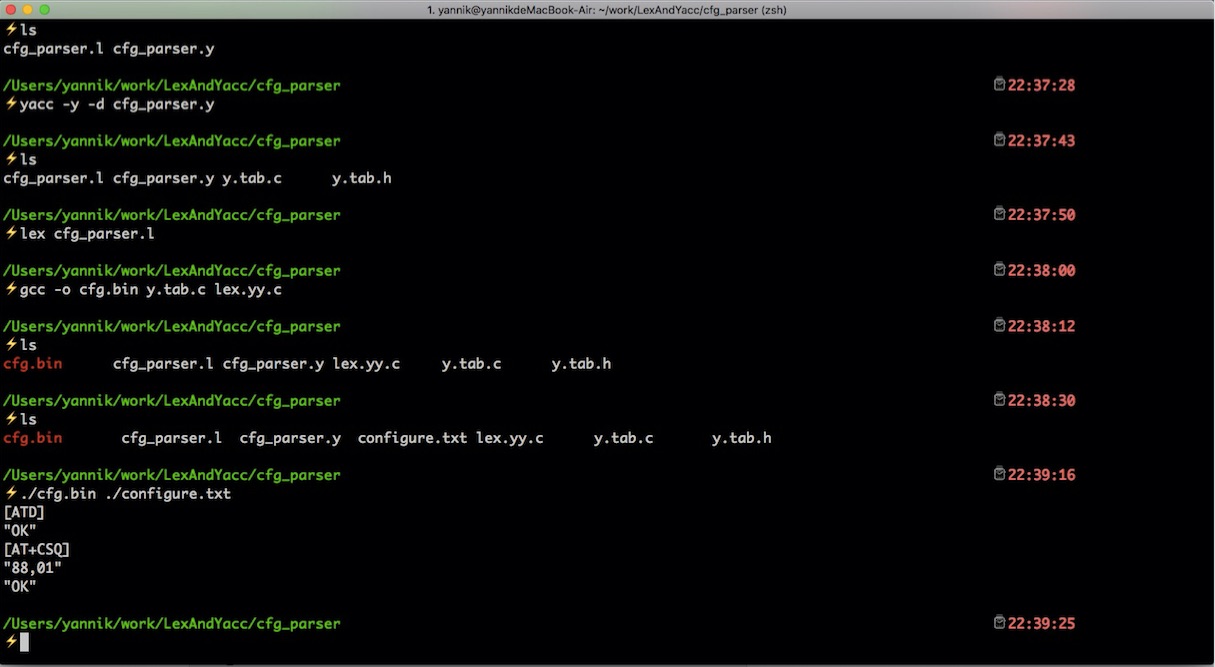 1. yannik@yannikdeMacBook-Air: ~/work/LexAndYacc/cfg_parser (zsh)
⚡ls
cfg_parser.l cfg_parser.y
/Users/yannik/work/LexAndYacc/cfg_parser 22:37:28
⚡yacc -y -d cfg_parser.y
/Users/yannik/work/LexAndYacc/cfg_parser 22:37:43
⚡ls
cfg_parser.l cfg_parser.y y.tab.c y.tab.h
/Users/yannik/work/LexAndYacc/cfg_parser 22:37:50
⚡lex cfg_parser.l
/Users/yannik/work/LexAndYacc/cfg_parser 22:38:00
⚡gcc -o cfg.bin y.tab.c lex.yy.c
/Users/yannik/work/LexAndYacc/cfg_parser 22:38:12
⚡ls
cfg.bin cfg_parser.l cfg_parser.y lex.yy.c y.tab.c y.tab.h
/Users/yannik/work/LexAndYacc/cfg_parser 22:38:30
⚡ls
cfg.bin cfg_parser.l cfg_parser.y configure.txt lex.yy.c y.tab.c y.tab.h
/Users/yannik/work/LexAndYacc/cfg_parser 22:39:16
⚡./cfg.bin ./configure.txt
[ATD]
"OK"
[AT+CSQ]
"88,01"
"OK"
/Users/yannik/work/LexAndYacc/cfg_parser 22:39:25
⚡